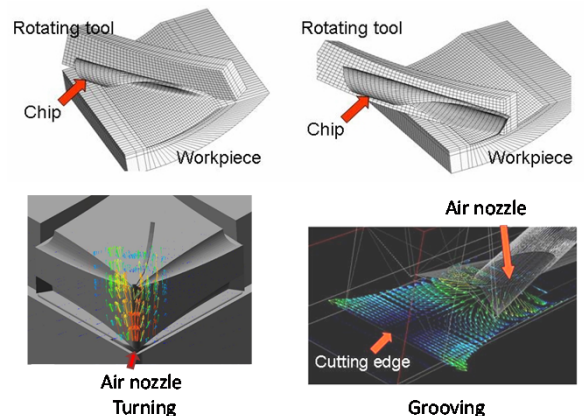 Rotating tool
Chip
Workpiece
Rotating tool
Chip
Workpiece
Air nozzle
Turning
Air nozzle
Cutting edge
Grooving